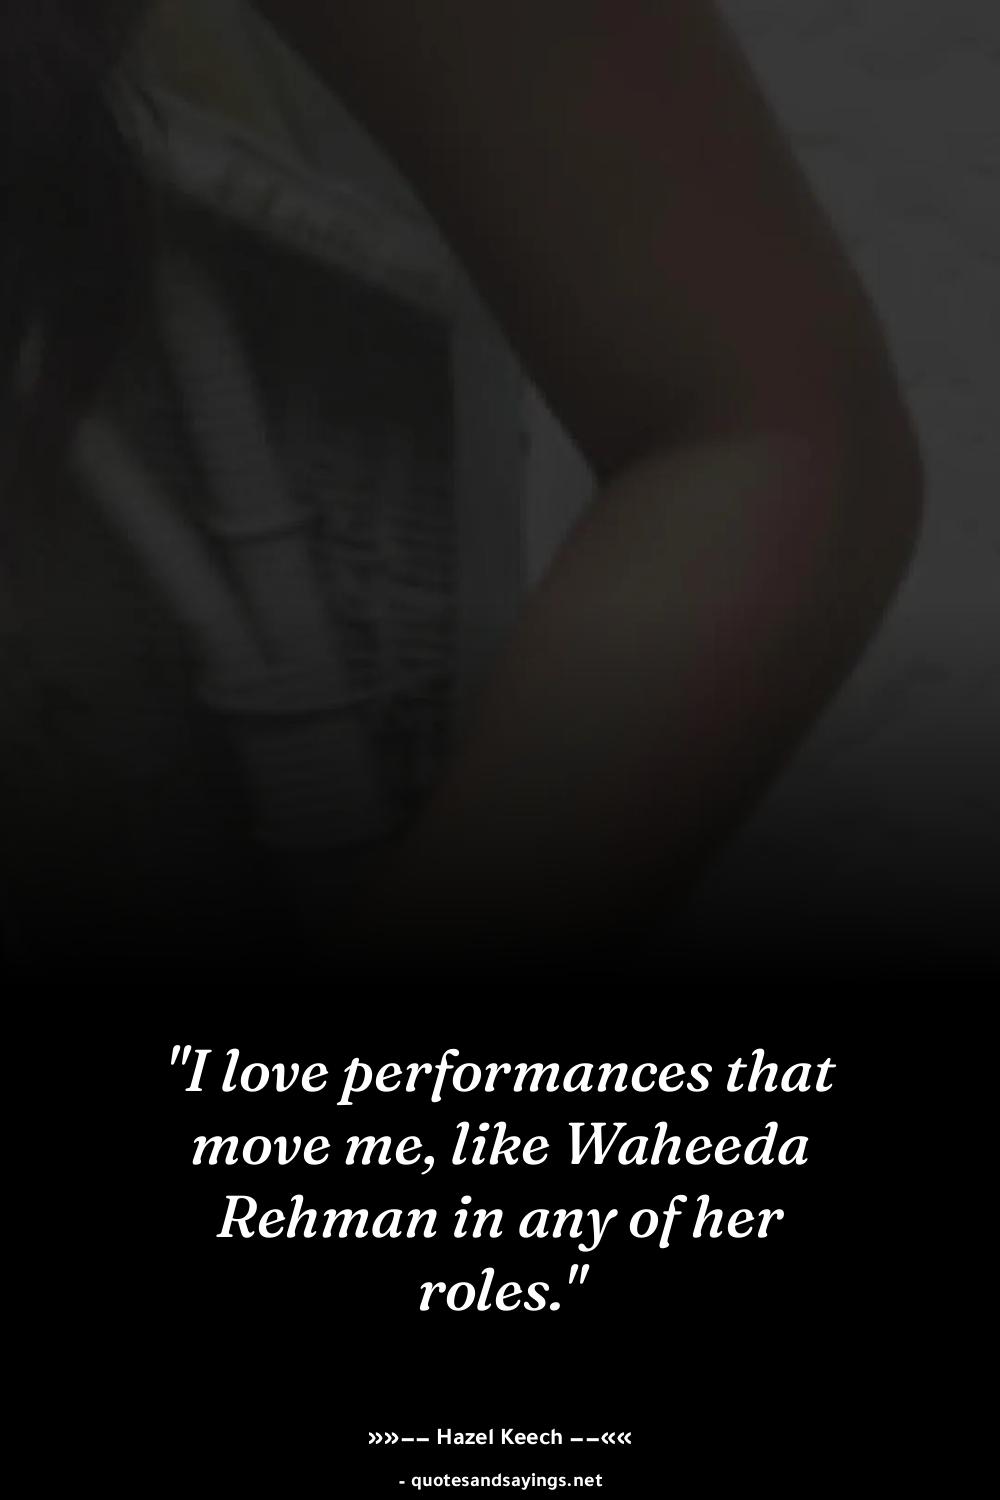 "I love performances that
move me, like Waheeda
Rehman in any of her
roles."
»»–– Hazel Keech ––««
- quotesandsayings.net